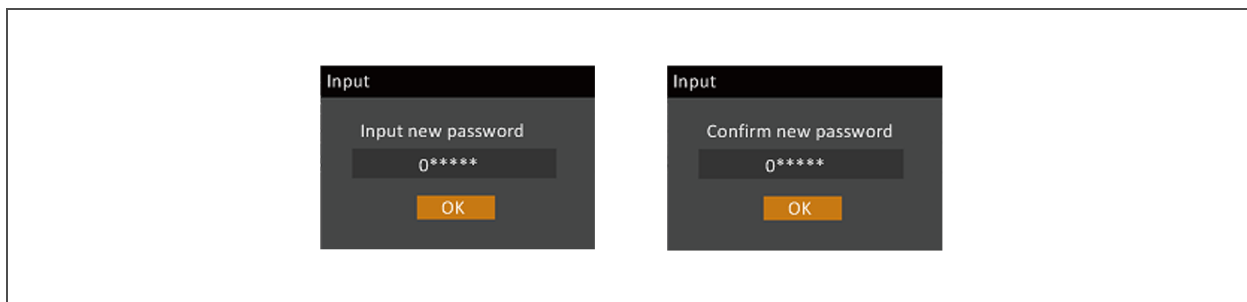 Input
Input new password
0*****
OK
Input
Confirm new password
0*****
OK